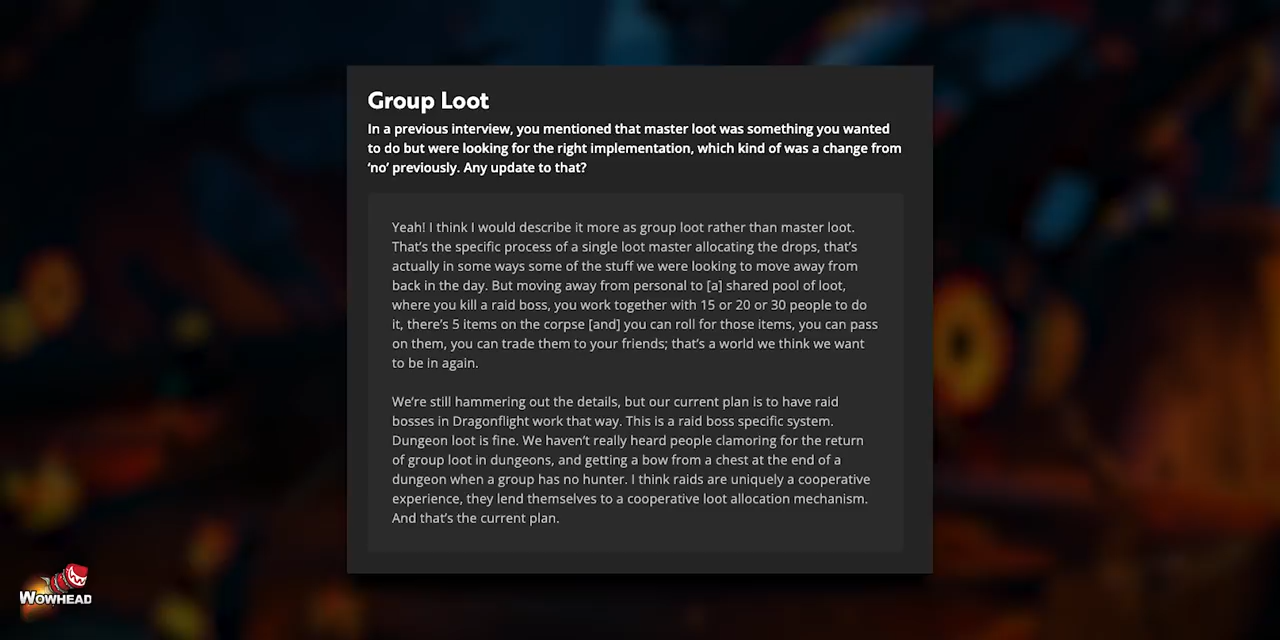 Group Loot
In a previous interview, you mentioned that master loot was something you wanted
to do but were looking for the right implementation, which kind of was a change from
‘no’ previously. Any update to that?
Yeah! I think I would describe it more as group loot rather than master loot.
That’s the specific process of a single loot master allocating the drops, that’s
actually in some ways some of the stuff we were looking to move away from
back in the day. But moving away from personal to [a] shared pool of loot,
where you kill a raid boss, you work together with 15 or 20 or 30 people to do
it, there’s 5 items on the corpse [and] you can roll for those items, you can pass
on them, you can trade them to your friends; that’s a world we think we want
to be in again.
We’re still hammering out the details, but our current plan is to have raid
bosses in Dragonflight work that way. This is a raid boss specific system.
Dungeon loot is fine. We haven’t really heard people clamoring for the return
of group loot in dungeons, and getting a bow from a chest at the end of a
dungeon when a group has no hunter. I think raids are uniquely a cooperative
experience, they lend themselves to a cooperative loot allocation mechanism.
And that’s the current plan.
WOWHEAD